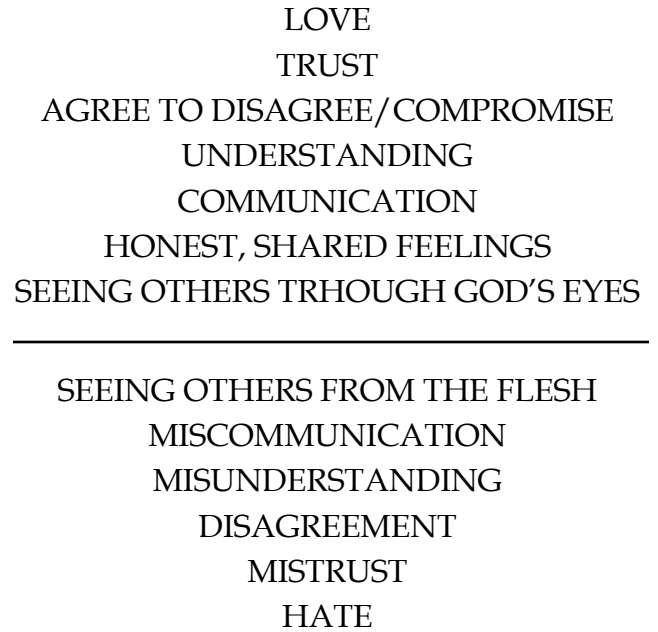 LOVE
TRUST
AGREE TO DISAGREE/COMPROMISE
UNDERSTANDING
COMMUNICATION
HONEST, SHARED FEELINGS
SEEING OTHERS TRHOUGH GOD’S EYES
SEEING OTHERS FROM THE FLESH
MISCOMMUNICATION
MISUNDERSTANDING
DISAGREEMENT
MISTRUST
HATE